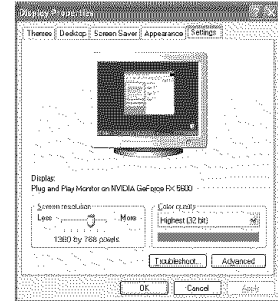 Display Properties
Themes Desktop Screen Saver Appearance Settings
Display:
Plug and Play Monitor on NVIDIA GeForce FX 5600
Screen resolution
Color quality
Less
More
Highest (32 bit)
1360 by 768 pixels
Troubleshoot...
Advanced
OK
Cancel
Apply